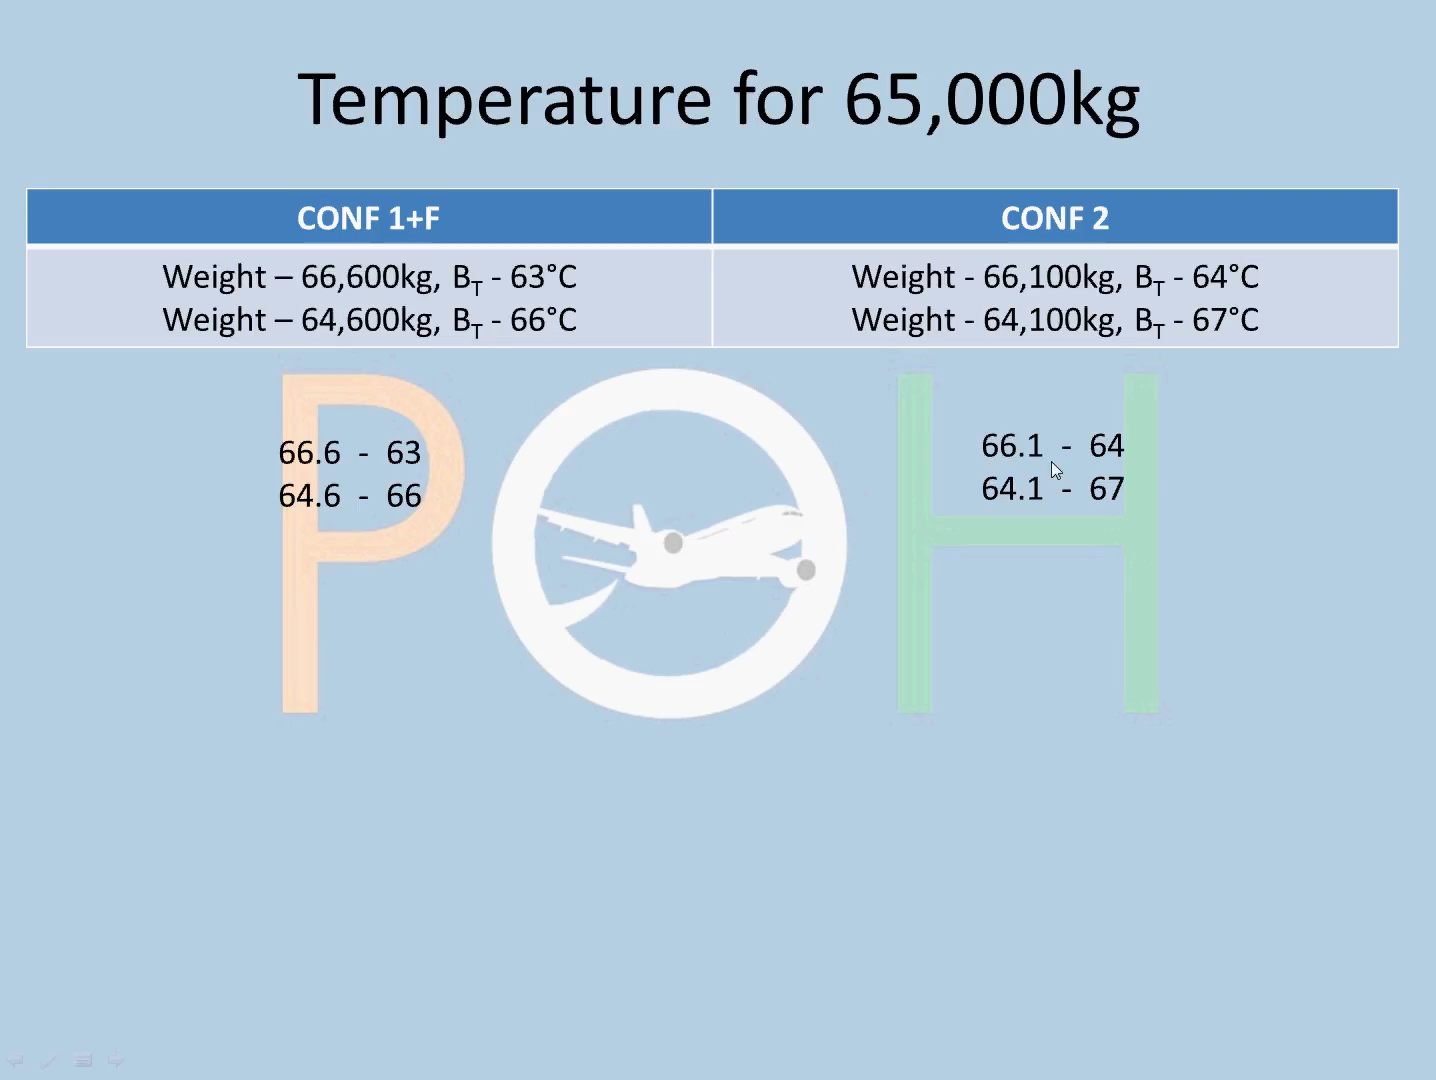 Temperature for 65,000kg
CONF 1+F
CONF 2
Weight – 66,600kg, BT - 63°C
Weight – 64,600kg, BT - 66°C
Weight - 66,100kg, BT - 64°C
Weight - 64,100kg, BT - 67°C
66.6 - 63
64.6 - 66
66.1 - 64
64.1 - 67
POH